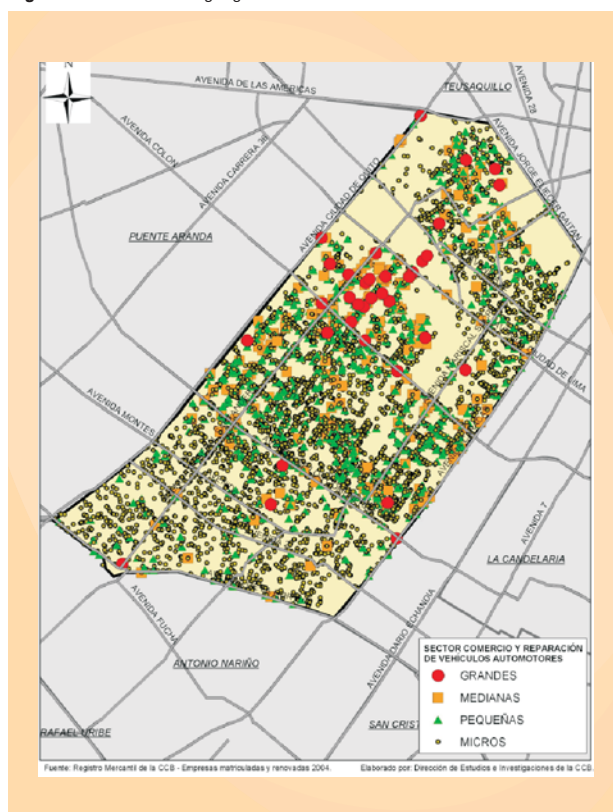 N
AVENIDA DE LAS AMERICAS
TEUSAQUILLO
AVENIDA 28
AVENIDA COLON
AVENIDA CARRERA 36
AVENIDA CIUDAD DE QUITO
AVENIDA JORGE ELIECER GAITAN
PUENTE ARANDA
CIUDAD DE LIMA
AVENIDA MONTES
AVENIDA 7
LA CANDELARIA
AVENIDA FUCHA
AVENIDA DARIO ECHANDIA
ANTONIO NARIÑO
RAFAEL URIBE
SAN CRIST
SECTOR COMERCIO Y REPARACIÓN
DE VEHÍCULOS AUTOMOTORES
GRANDES
MEDIANAS
PEQUEÑAS
MICROS
Fuente: Registro Mercantil de la CCB - Empresas matriculadas y renovadas 2004.
Elaborado por: Dirección de Estudios e Investigaciones de la CCB.